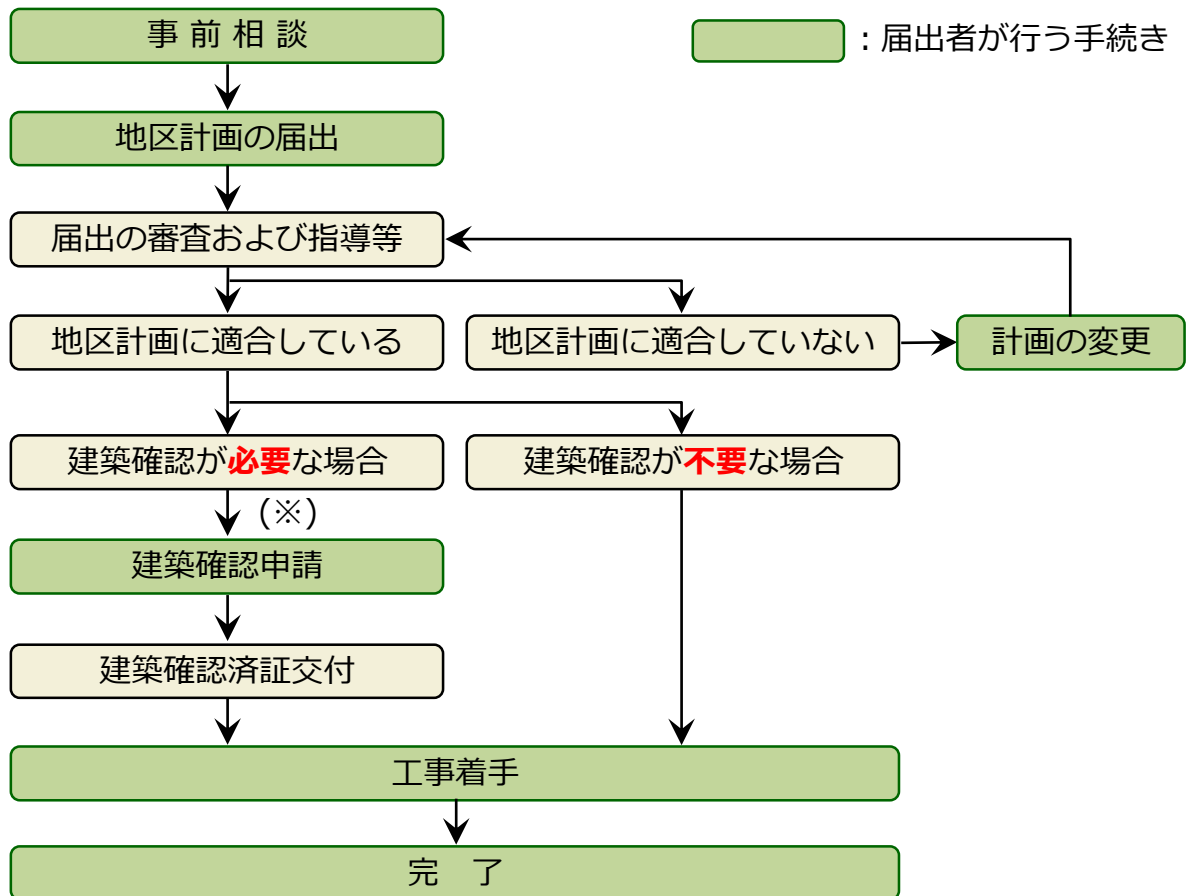 事 前 相 談
：届出者が行う手続き
地区計画の届出
届出の審査および指導等
地区計画に適合している
地区計画に適合していない
計画の変更
建築確認が必要な場合
建築確認が不要な場合
(※)
建築確認申請
建築確認済証交付
工事着手
完　了